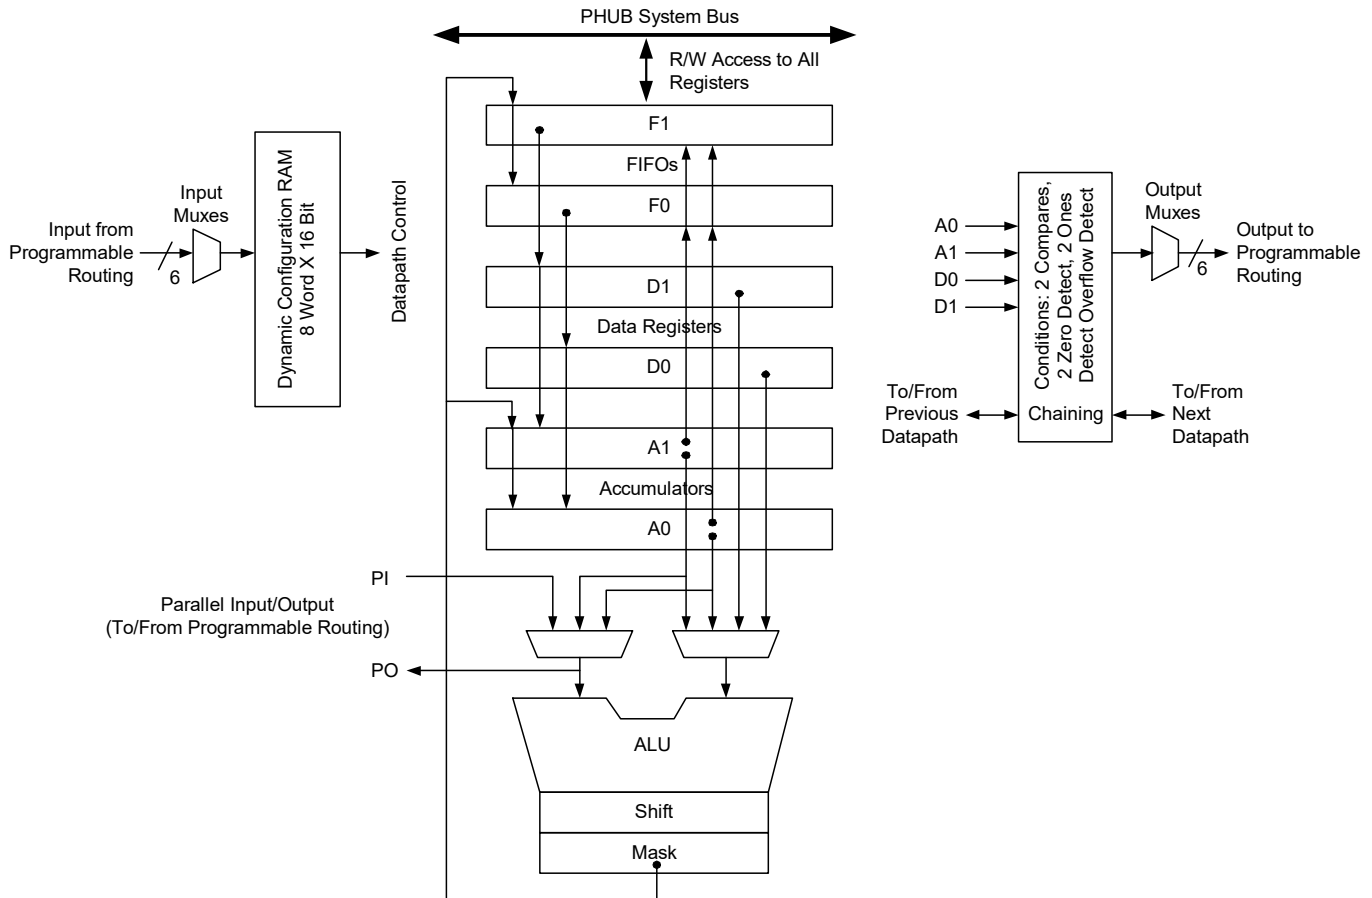 PHUB System Bus
R/W Access to All
Registers
F1
FIFOs
F0
D1
Data Registers
D0
A1
Accumulators
A0
Input from
Programmable
Routing
6
Input
Muxes
Dynamic Configuration RAM
8 Word X 16 Bit
Datapath Control
A0
A1
D0
D1
Conditions: 2 Compares,
2 Zero Detect, 2 Ones
Detect Overflow Detect
Output
Muxes
6
Output to
Programmable
Routing
To/From
Previous
Datapath
Chaining
To/From
Next
Datapath
PI
Parallel Input/Output
(To/From Programmable Routing)
PO
ALU
Shift
Mask